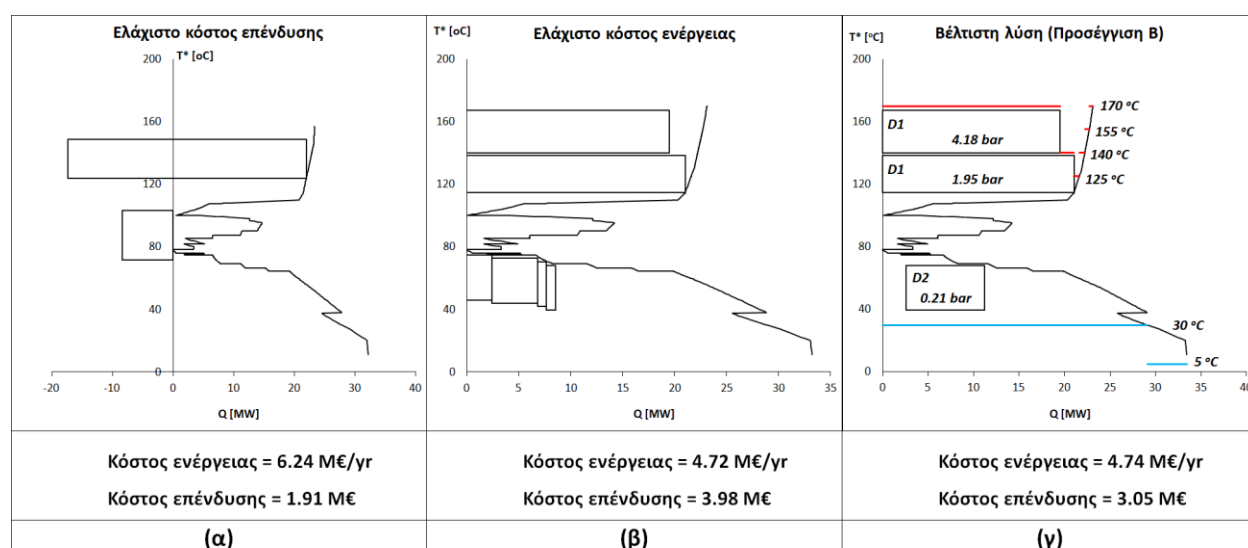 Ελάχιστο κόστος επένδυσης
T* [oC]
200
160
120
80
40
0
-20
-10
0
10
20
30
40
Q [MW]
Κόστος ενέργειας = 6.24 M€/yr
Κόστος επένδυσης = 1.91 M€
(α)
Ελάχιστο κόστος ενέργειας
T* [oC]
200
160
120
80
40
0
0
5
10
15
20
25
30
Q [MW]
Κόστος ενέργειας = 4.72 M€/yr
Κόστος επένδυσης = 3.98 M€
(β)
Βέλτιστη λύση (Προσέγγιση Β)
T* [°C]
200
160
120
80
40
0
D1
4.18 bar
D1
1.95 bar
D2
0.21 bar
170 °C
155 °C
140 °C
125 °C
30 °C
5 °C
0
5
10
15
20
25
30
35
40
Q [MW]
Κόστος ενέργειας = 4.74 M€/yr
Κόστος επένδυσης = 3.05 M€
(γ)